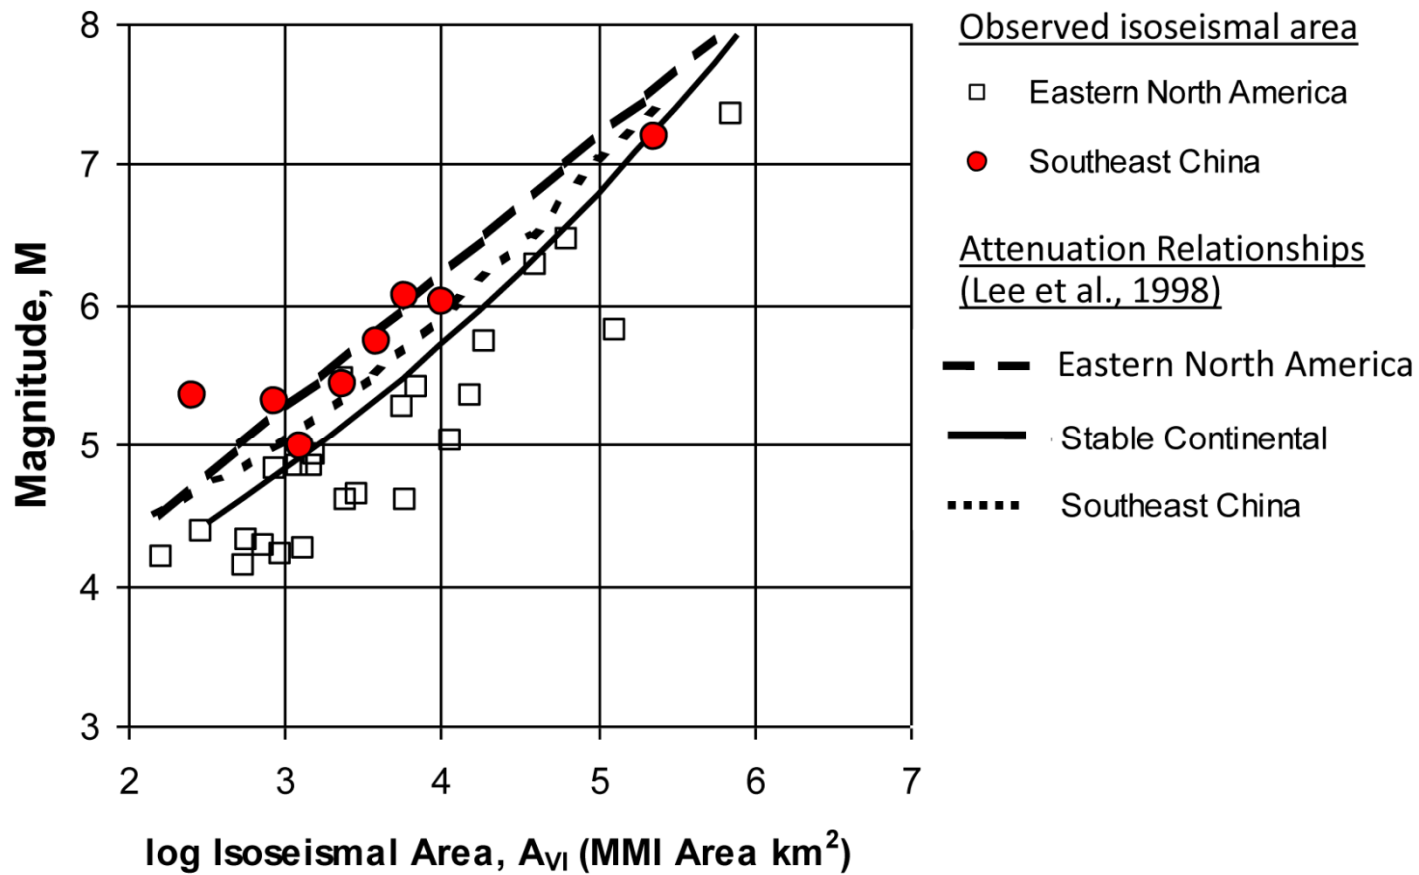 8
7
6
5
4
3
Magnitude, M
2 3 4 5 6 7
log Isoseismal Area, A_VI (MMI Area km²)
Observed isoseismal area
Eastern North America
Southeast China
Attenuation Relationships
(Lee et al., 1998)
Eastern North America
Stable Continental
Southeast China